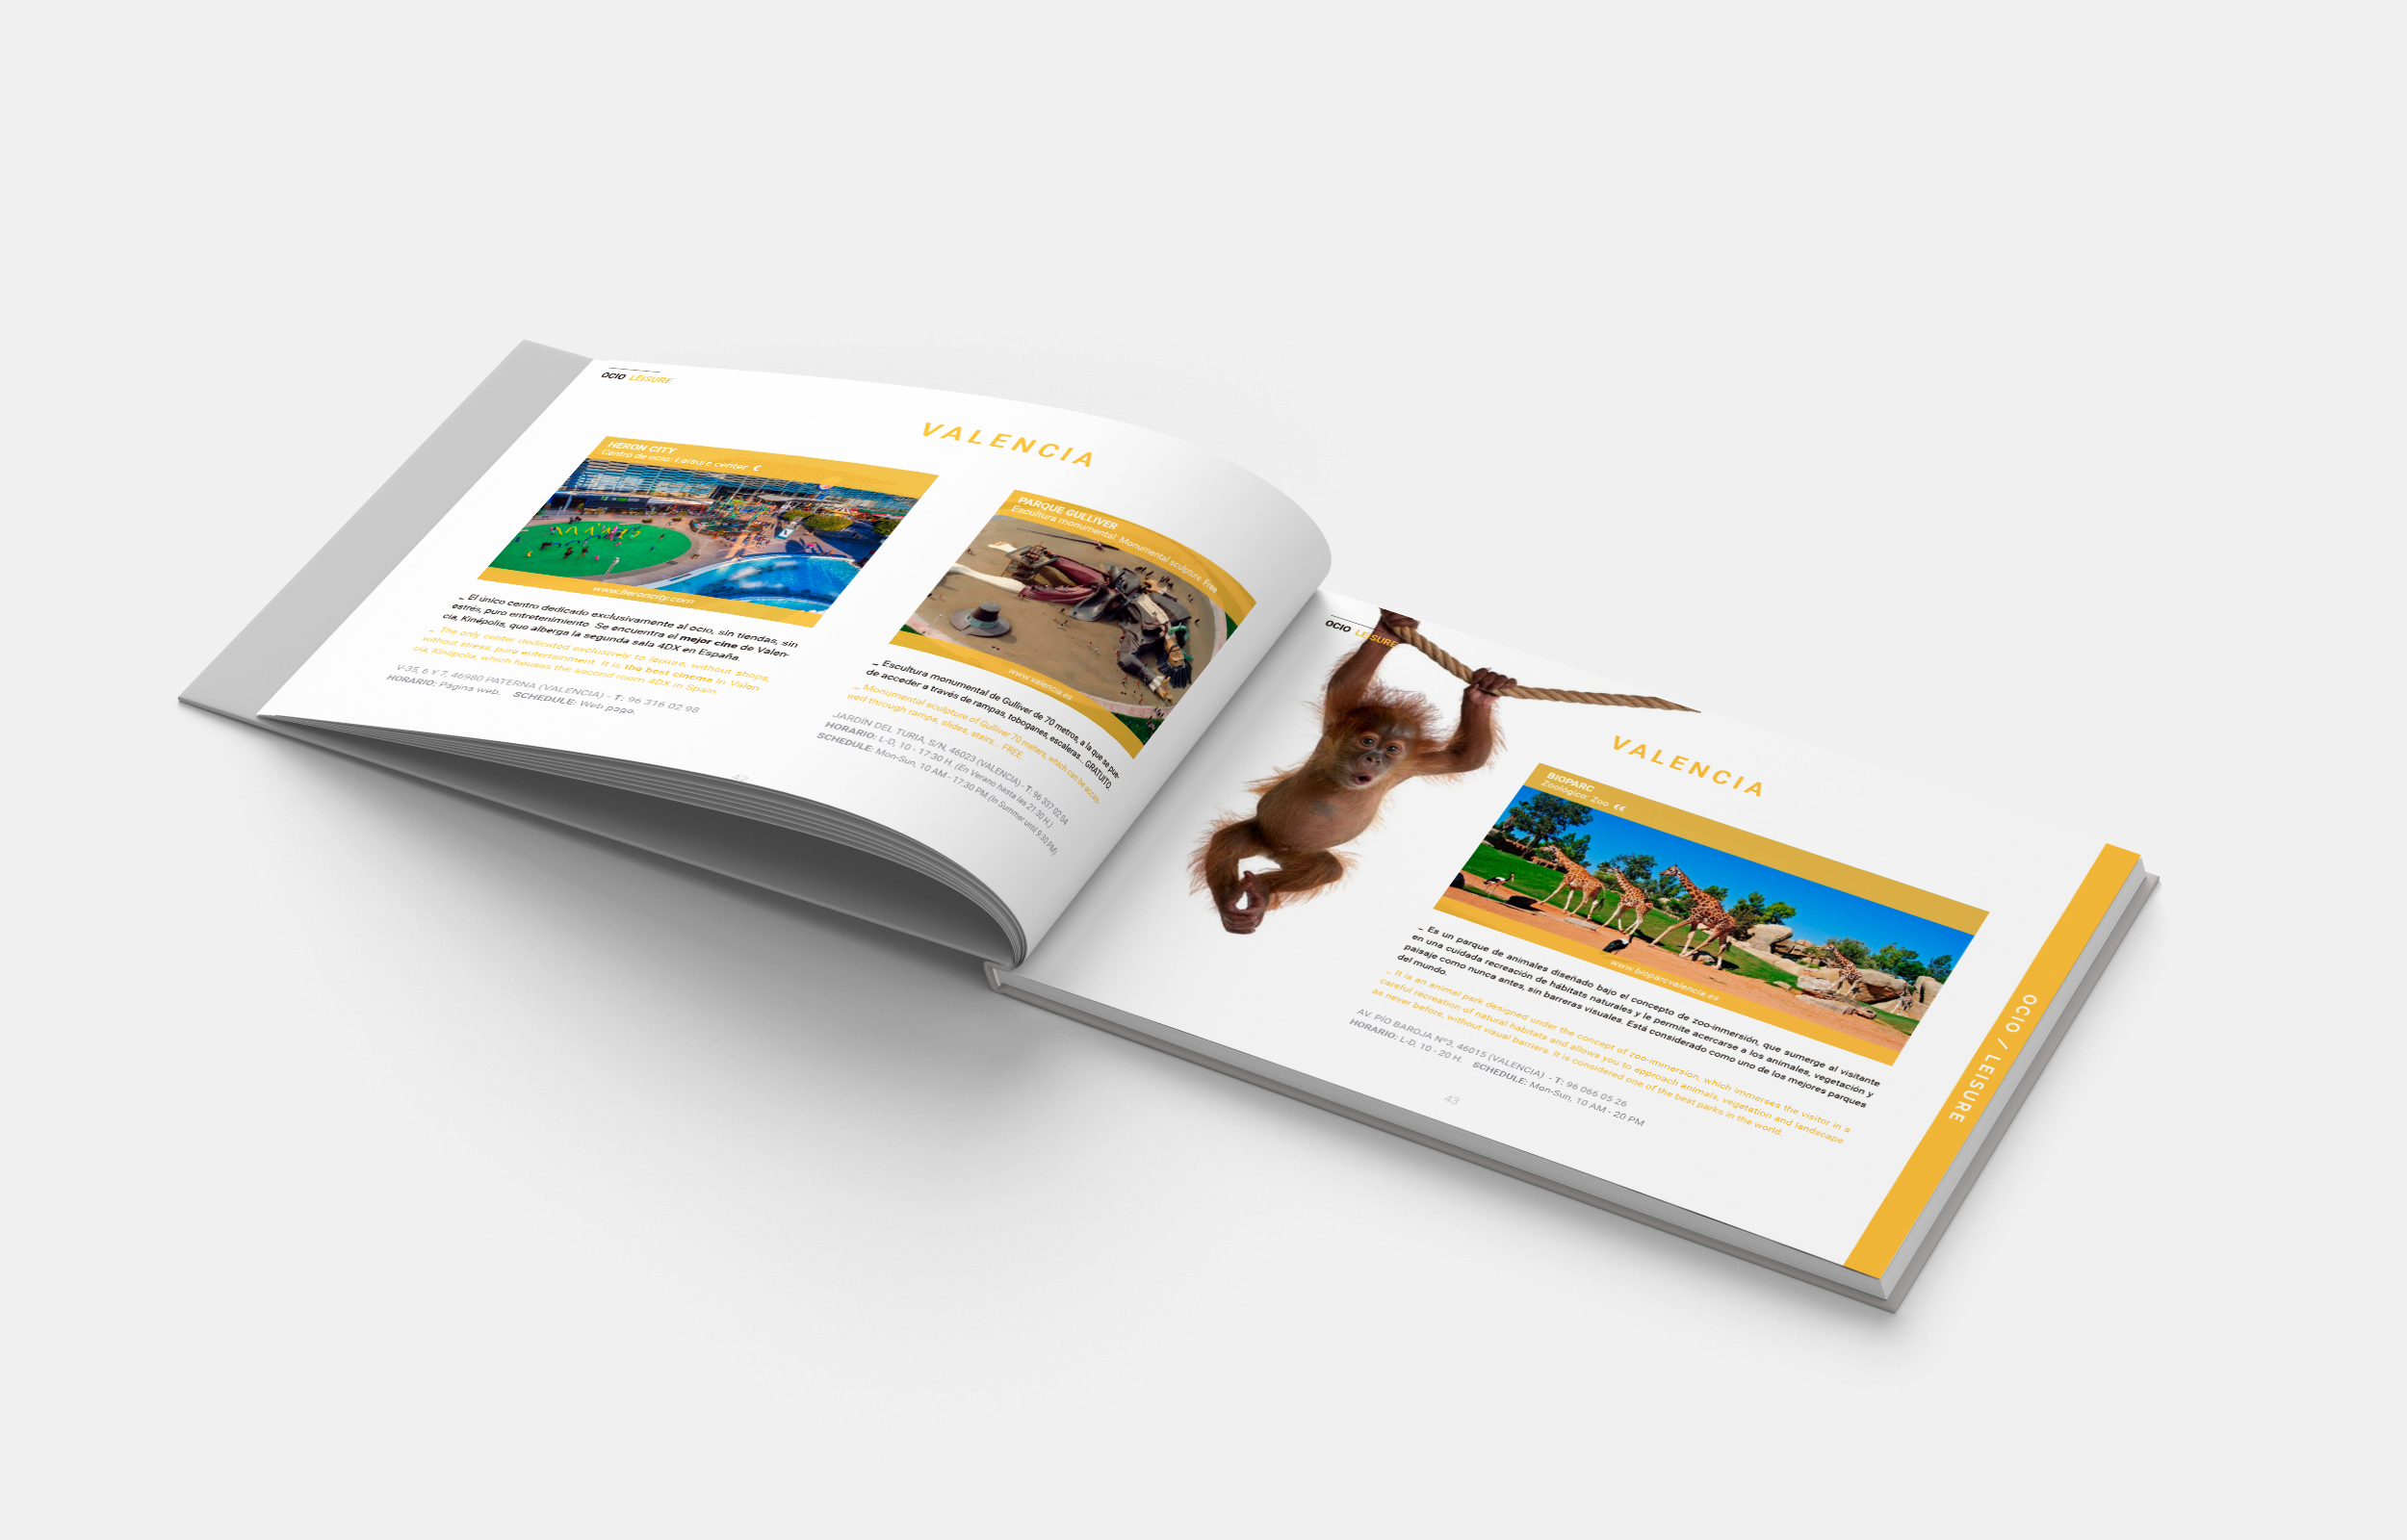 OCIO LEISURE
VALENCIA
HERON CITY
Centro de ocio: Leisure center €
www.heroncity.com
_ El único centro dedicado exclusivamente al ocio, sin tiendas, sin
estrés, puro entretenimiento. Se encuentra el mejor cine de Valen-
cia, Kinépolis, que alberga la segunda sala 4DX en España.
_ The only center dedicated exclusively to leisure, without shops,
without stress, puro entertainment. It is the best cinema in Valen-
cia, Kinépolis, which houses the second room 4DX in Spain
V-35, 6 Y 7, 46980 PATERNA (VALENCIA) - T: 96 316 02 98
HORARIO: Página web. SCHEDULE: Web page.
PARQUE GULLIVER
Escultura monumental: Monumental sculpture Free
www.valencia.es
_ Escultura monumental de Gulliver de 70 metros, a la que se pue-
de acceder a través de rampas, toboganes, escaleras... GRATUITO.
_ Monumental sculpture of Gulliver 70 meters, which can be acces-
sed through ramps, slides, stairs... FREE.
JARDÍN DEL TURIA, S/N, 46023 (VALENCIA) - T: 96 337 02 04
HORARIO: L-D, 10 - 17:30 H. (En Verano hasta las 21:30 H.)
SCHEDULE: Mon-Sun, 10 AM - 17:30 PM (In Summer until 9:30 PM)
42
OCIO LEISURE
VALENCIA
BIOPARC
Zoológico: Zoo €€
www.bioparcvalencia.es
_ Es un parque de animales diseñado bajo el concepto de zoo-inmersión, que sumerge al visitante
en una cuidada recreación de hábitats naturales y le permite acercarse a los animales, vegetación y
paisaje como nunca antes, sin barreras visuales. Está considerado como uno de los mejores parques
del mundo.
_ It is an animal park designed under the concept of zoo-immersion, which immerses the visitor in a
careful recreation of natural habitats and allows you to approach animals, vegetation and landscape
as never before, without visual barriers. It is considered one of the best parks in the world.
AV. PÍO BAROJA Nº3, 46015 (VALENCIA) - T: 96 066 05 26
HORARIO: L-D, 10 - 20 H. SCHEDULE: Mon-Sun, 10 AM - 20 PM
43
OCIO / LEISURE